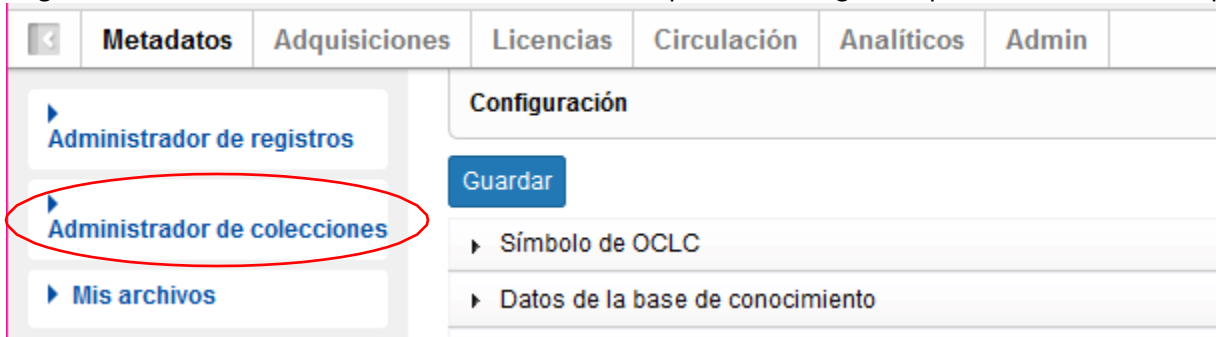 Metadatos Adquisiciones Licencias Circulación Analíticos Admin
Administrador de registros
Administrador de colecciones
Mis archivos
Configuración
Guardar
Símbolo de OCLC
Datos de la base de conocimiento